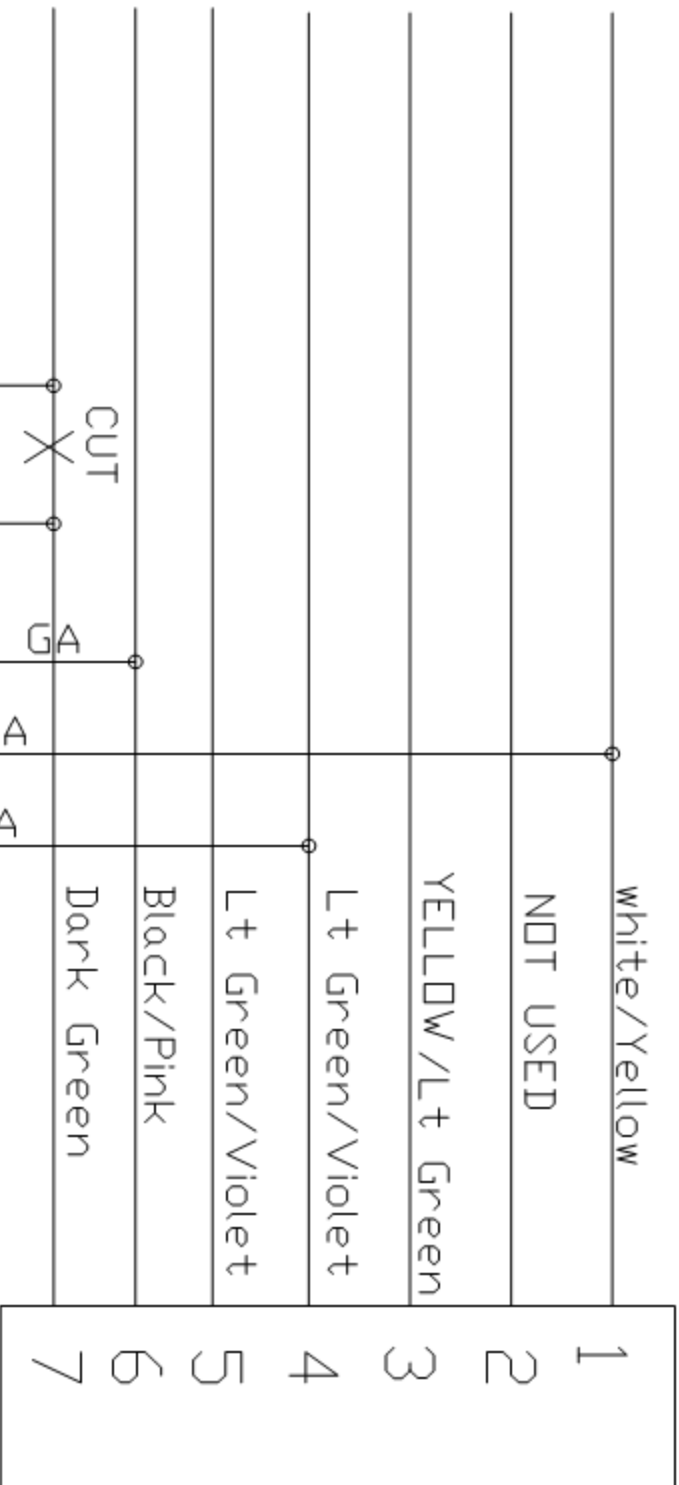 CUT
GA
A
A
Dark Green
Black/Pink
Lt Green/Violet
Lt Green/Violet
YELLOW/Lt Green
NOT USED
white/Yellow
7
6
5
4
3
2
1